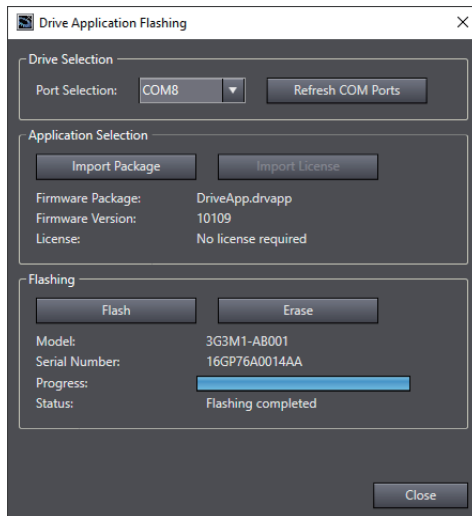 Drive Application Flashing
Drive Selection
Port Selection: COM8 Refresh COM Ports
Application Selection
Import Package Import License
Firmware Package: DriveApp.drvapp
Firmware Version: 10109
License: No license required
Flashing
Flash Erase
Model: 3G3M1-AB001
Serial Number: 16GP76A0014AA
Progress:
Status: Flashing completed
Close